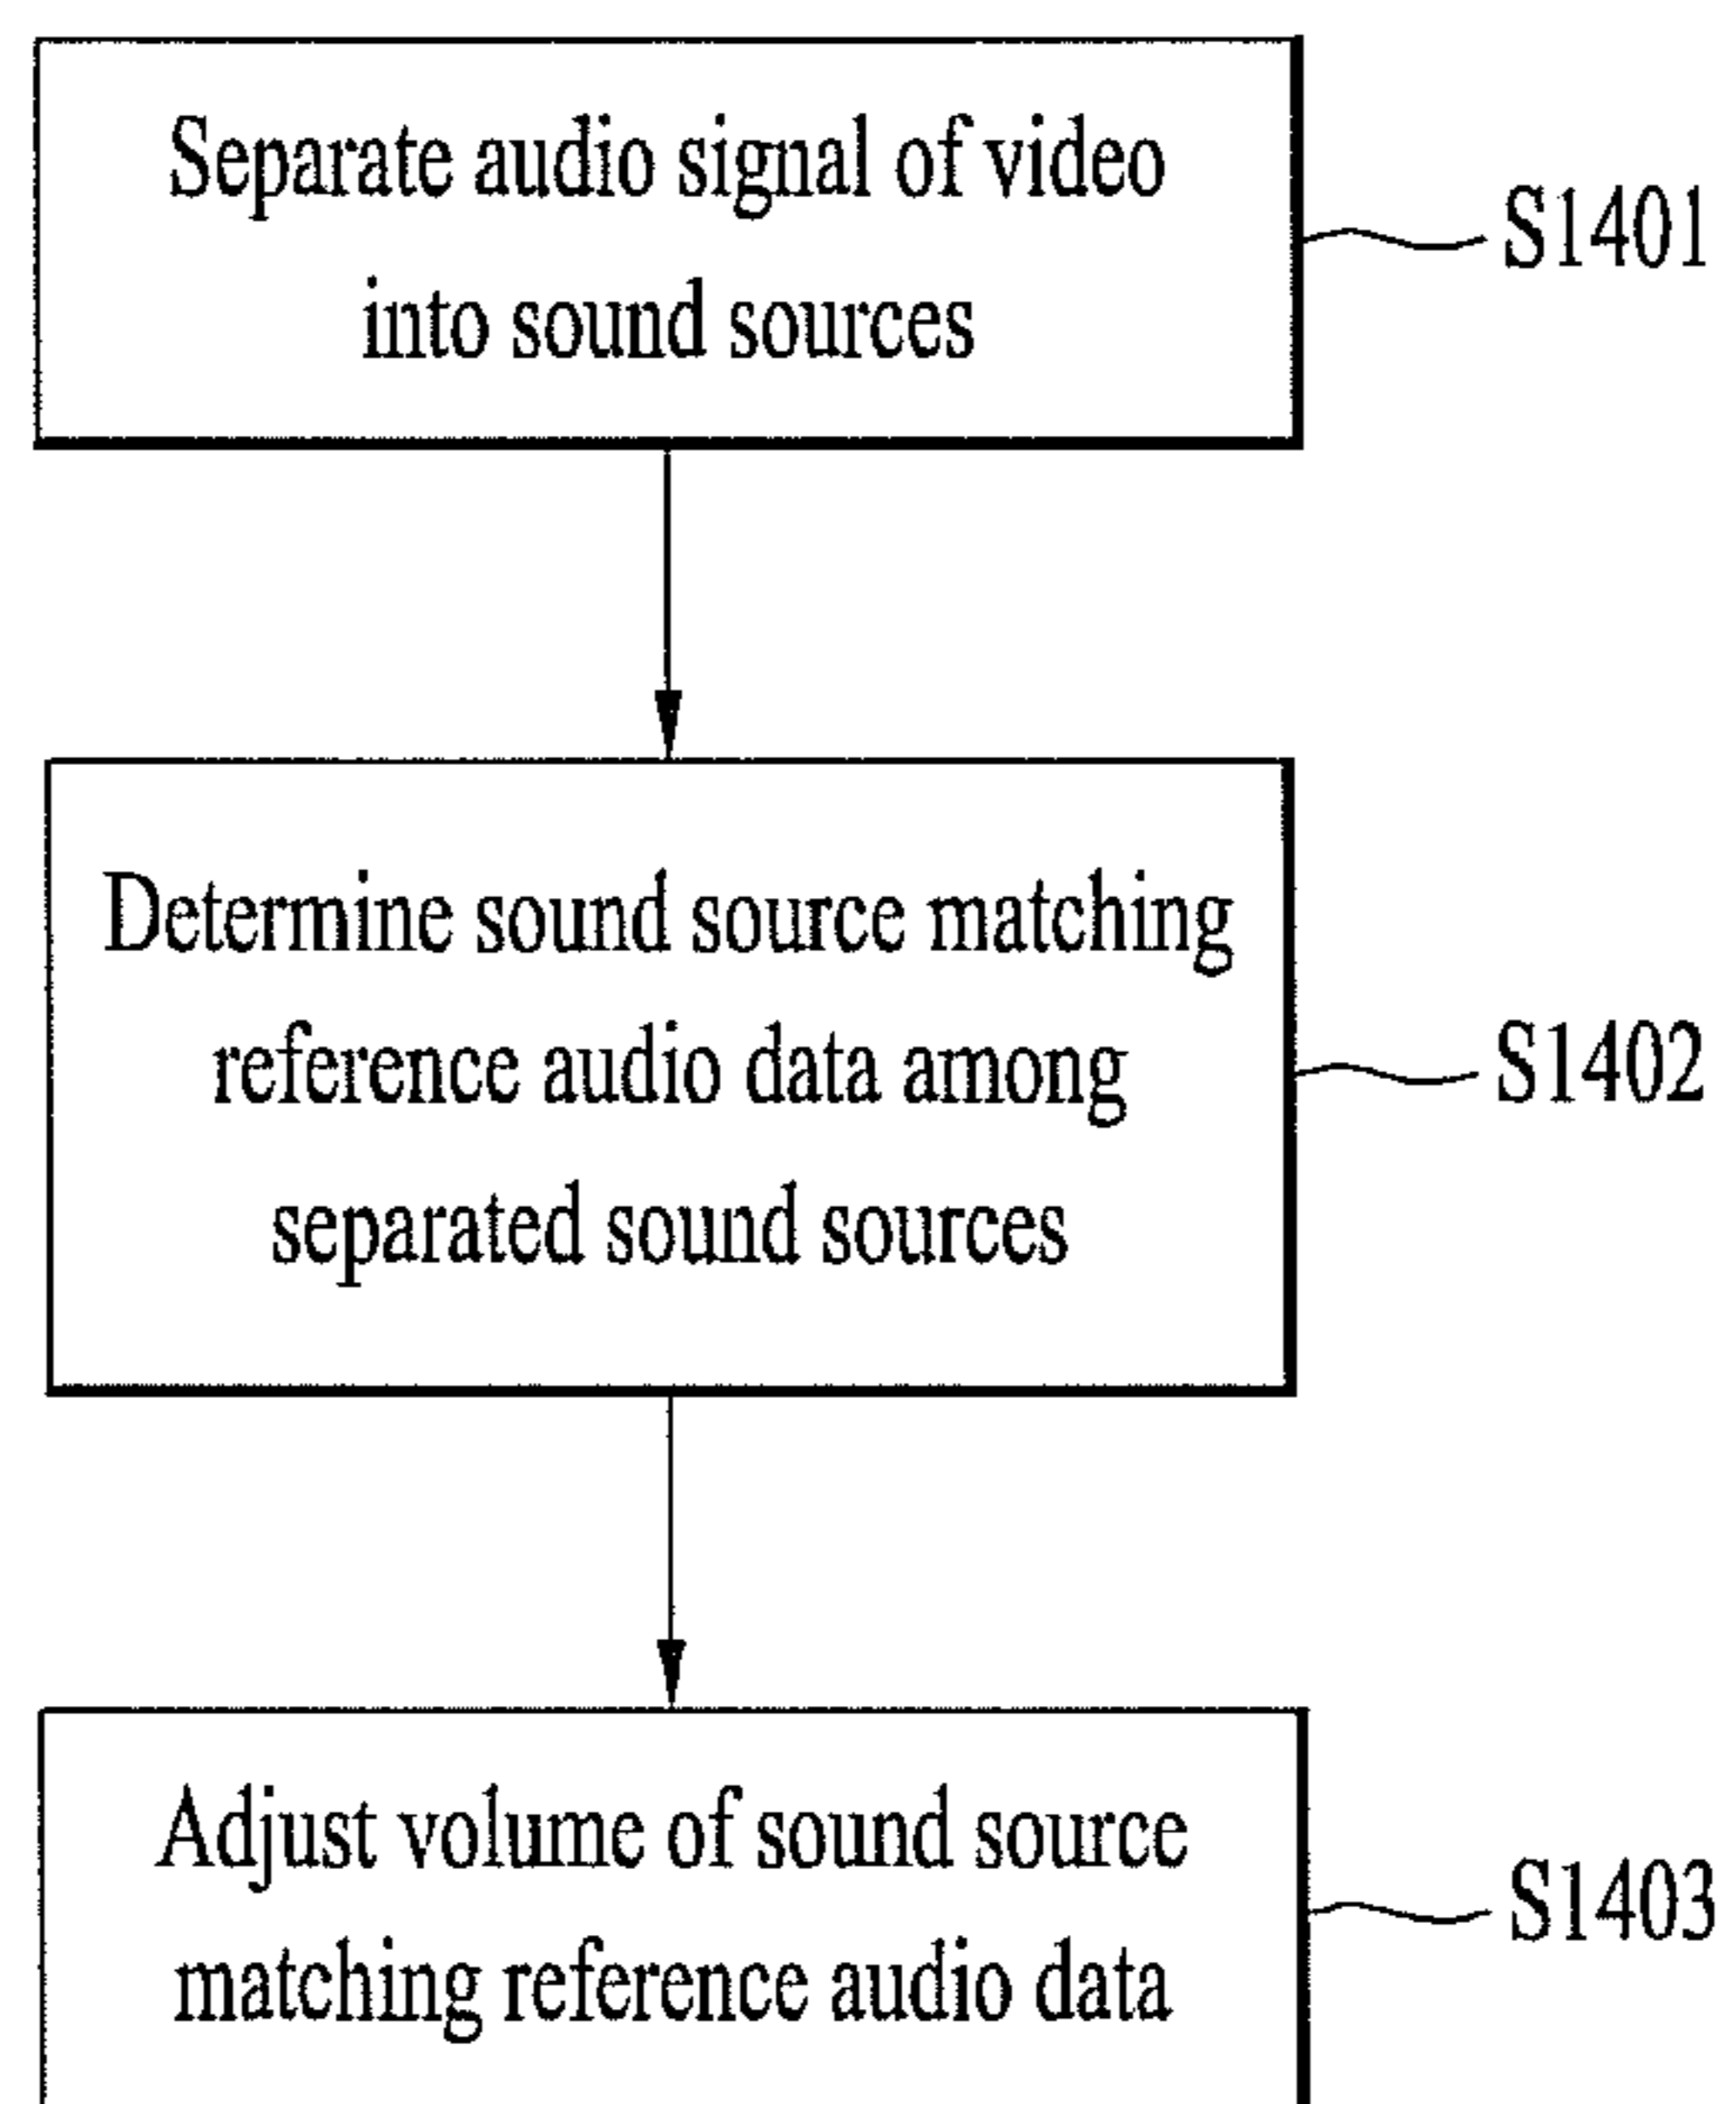 Separate audio signal of video
into sound sources
S1401
Determine sound source matching
reference audio data among
separated sound sources
S1402
Adjust volume of sound source
matching reference audio data
S1403